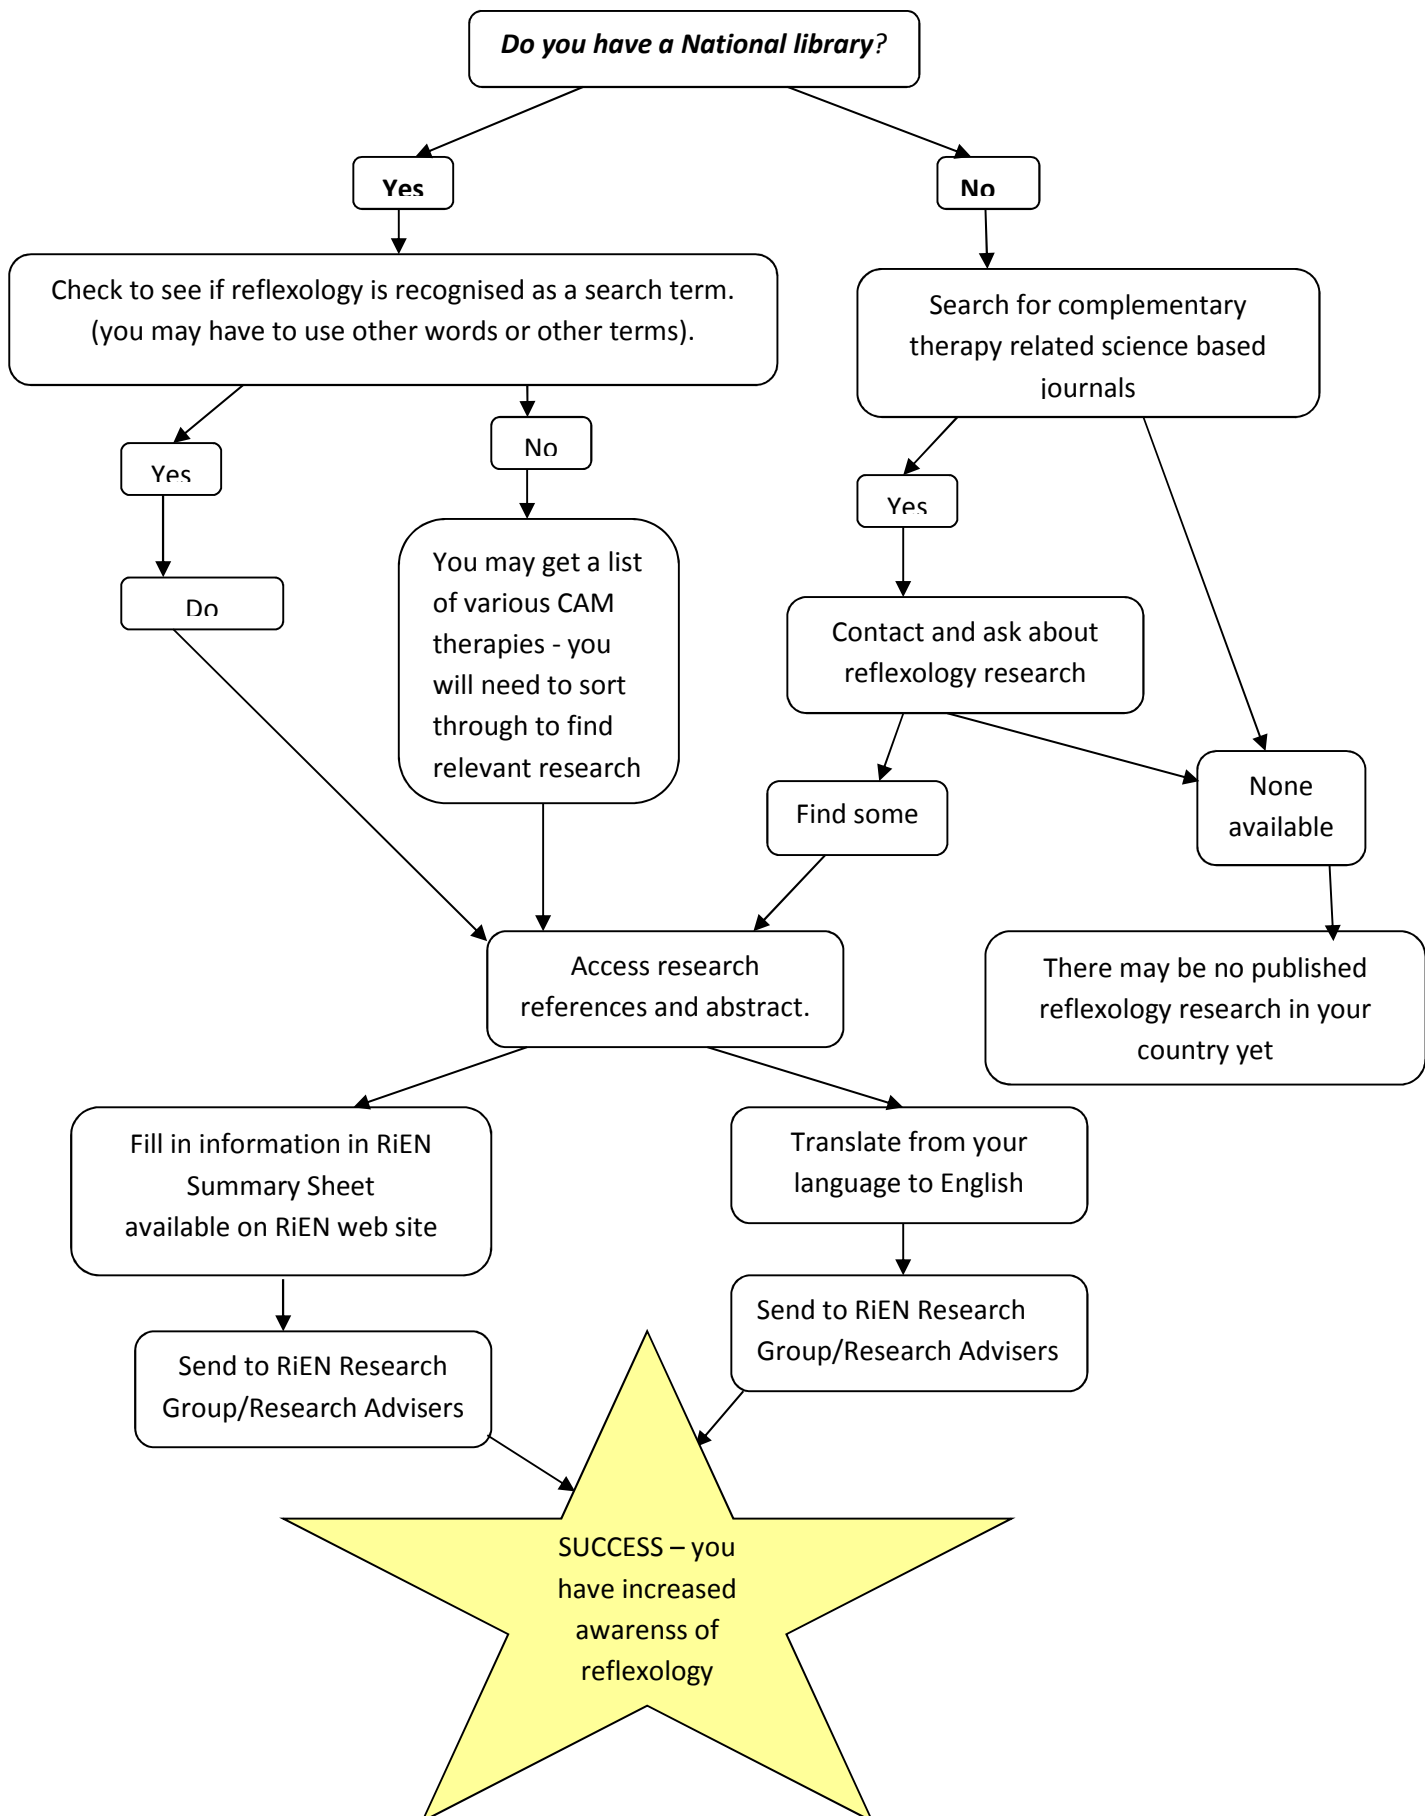 Do you have a National library?
Yes
No
Check to see if reflexology is recognised as a search term.
(you may have to use other words or other terms).
Search for complementary
therapy related science based
journals
Yes
No
Yes
Do
You may get a list
of various CAM
therapies - you
will need to sort
through to find
relevant research
Contact and ask about
reflexology research
Find some
None
available
Access research
references and abstract.
There may be no published
reflexology research in your
country yet
Fill in information in RiEN
Summary Sheet
available on RiEN web site
Translate from your
language to English
Send to RiEN Research
Group/Research Advisers
Send to RiEN Research
Group/Research Advisers
SUCCESS – you
have increased
awarenss of
reflexology